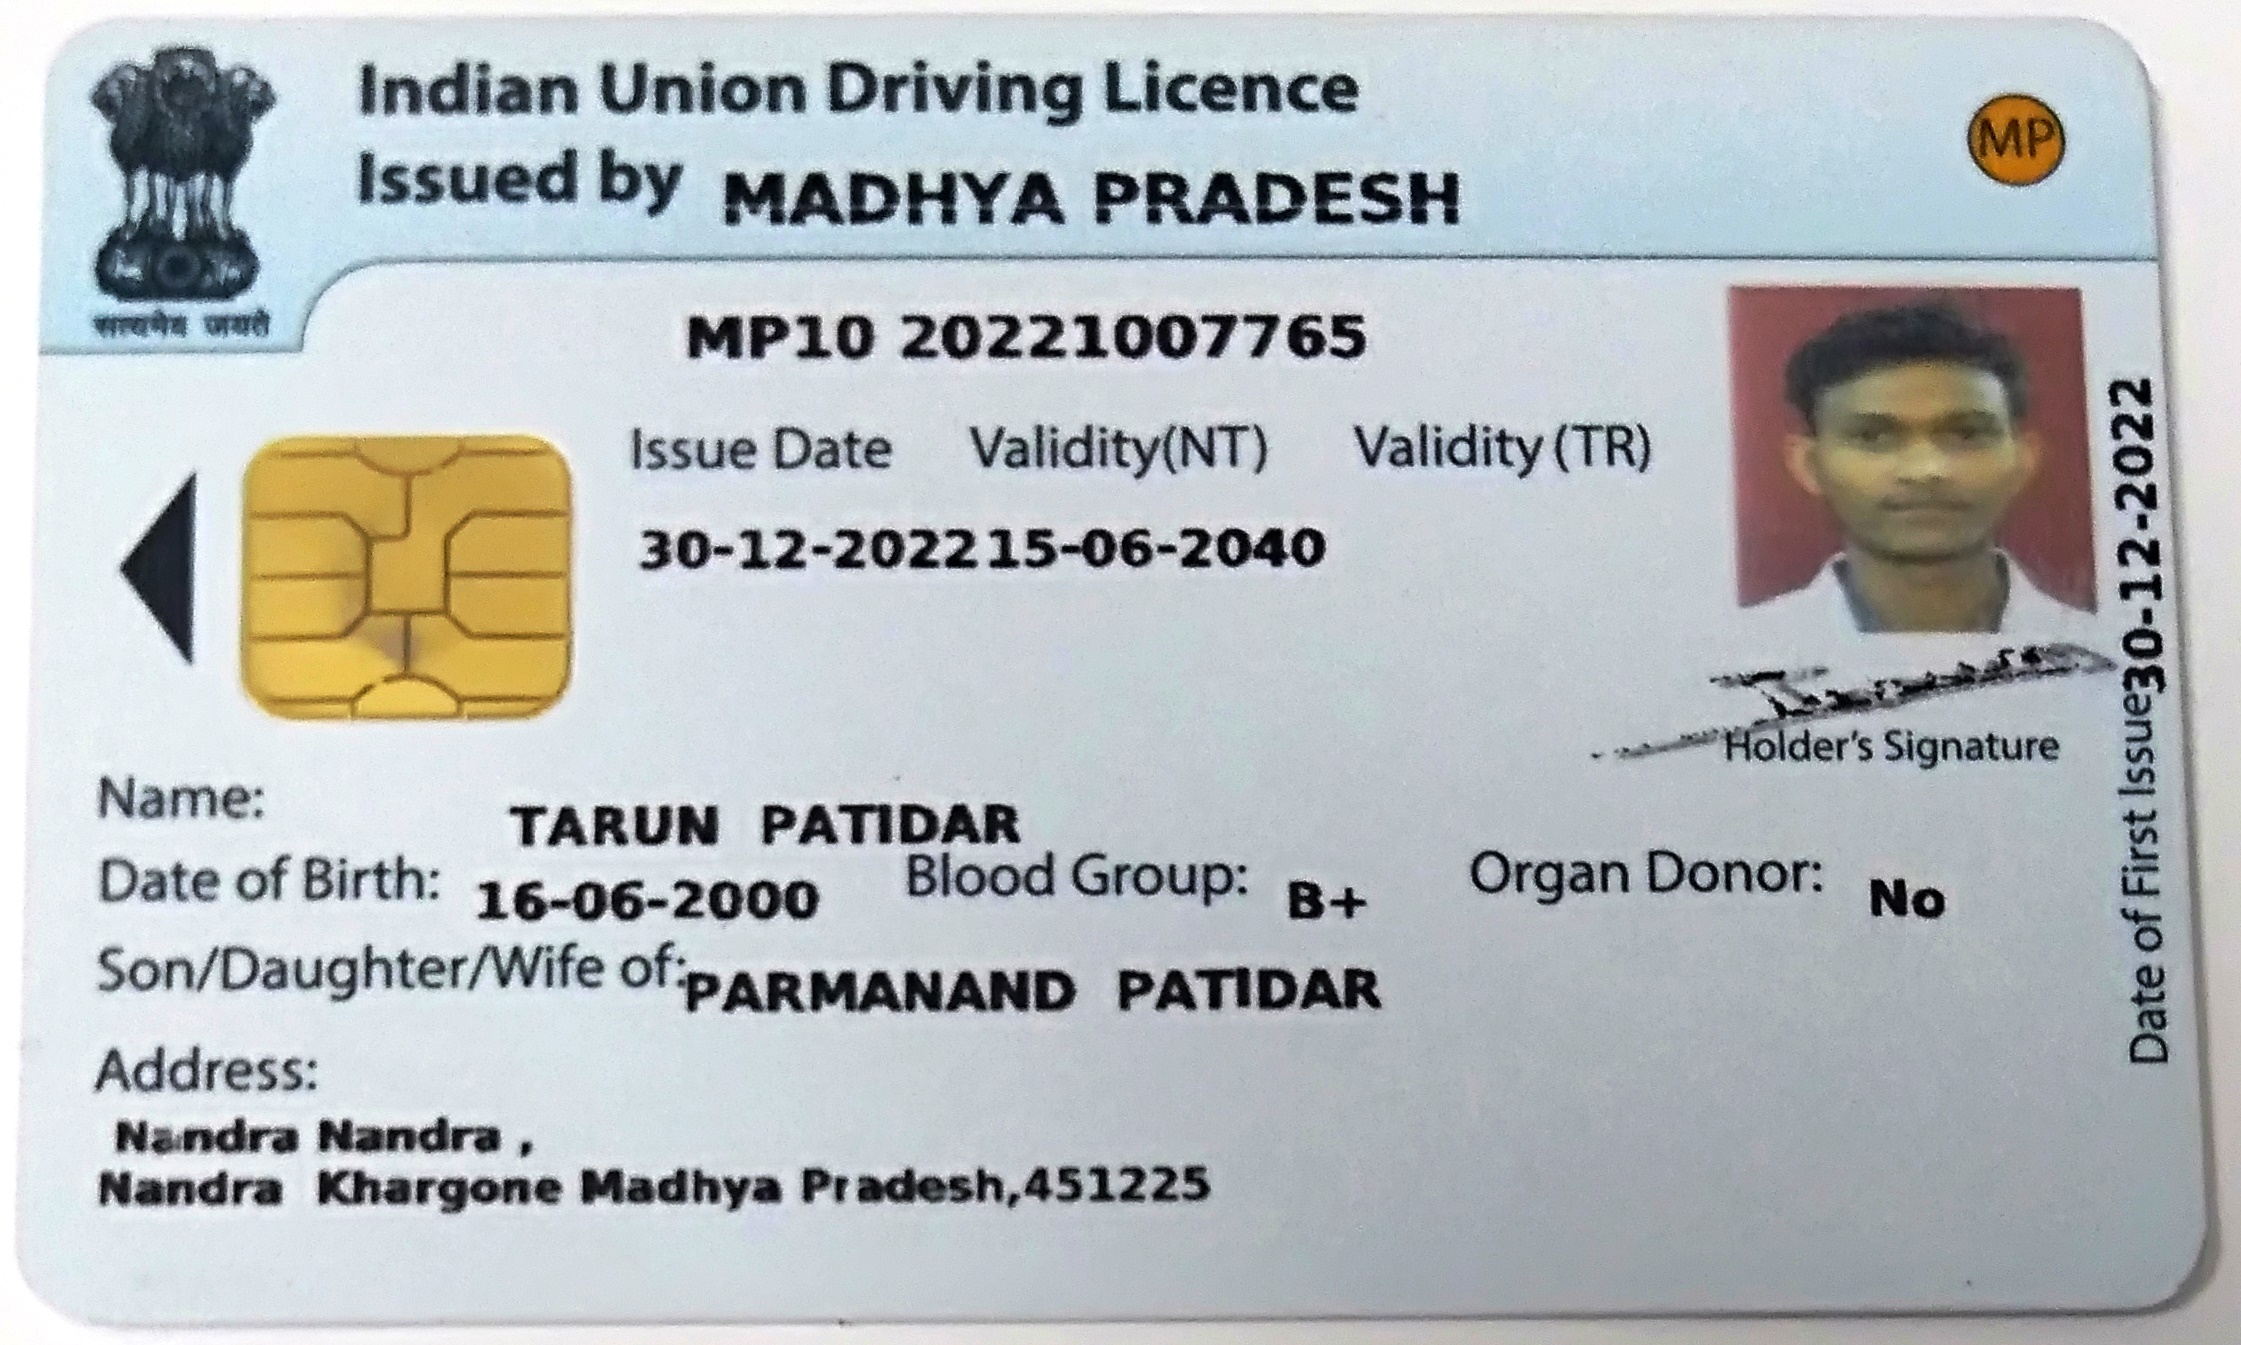 Indian Union Driving Licence
Issued by MADHYA PRADESH
MP
सत्यमेव जयते
MP10 20221007765
Issue Date Validity(NT) Validity (TR)
30-12-2022 15-06-2040
Holder's Signature
Date of First Issue 30-12-2022
Name: TARUN PATIDAR
Date of Birth: 16-06-2000 Blood Group: B+ Organ Donor: No
Son/Daughter/Wife of: PARMANAND PATIDAR
Address:
Nandra Nandra ,
Nandra Khargone Madhya Pradesh,451225